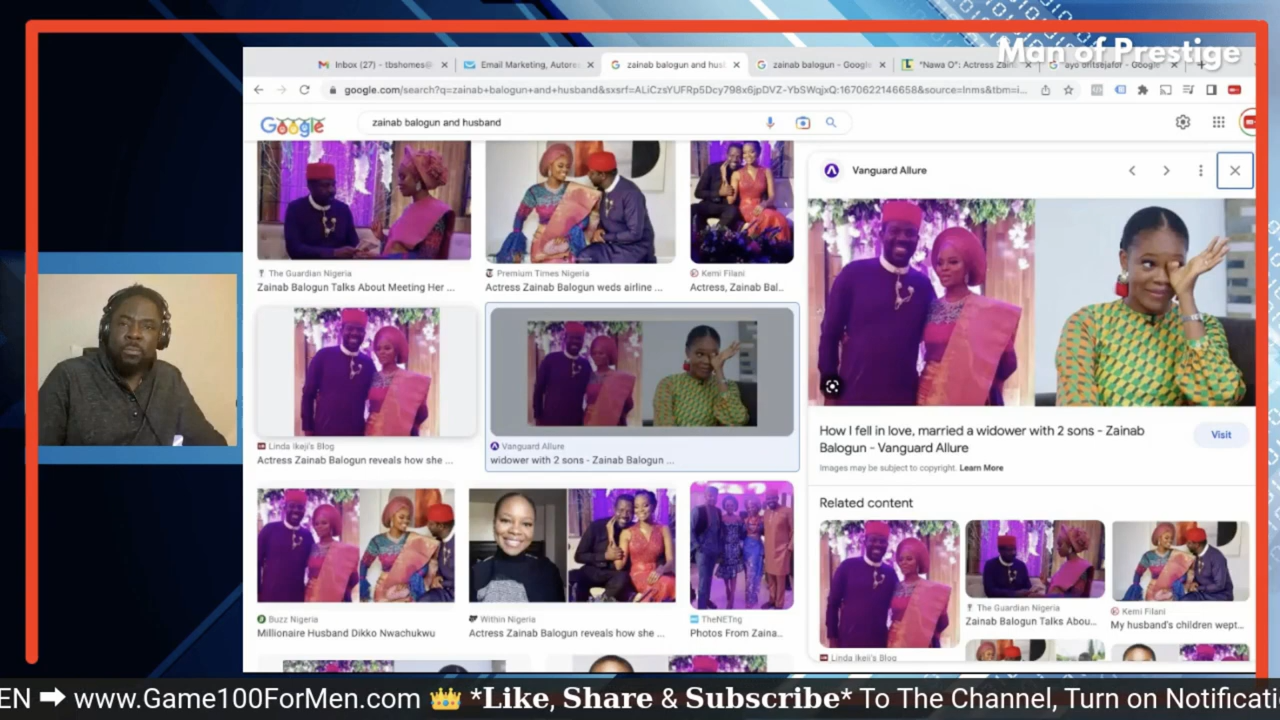 Man of Prestige
Inbox (27) - tbshomes@
Email Marketing, Autore
zainab balogun and hus
zainab balogun - Google
"Nawa O": Actress Zain
ayo oritsejafor - Google
google.com/search?q=zainab+balogun+and+husband&sxsrf=ALiCzsYUFRp5Dcy798x6jpDVZ-YbSWqjxQ:1670622146658&source=lnms&tbm=i...
Google
zainab balogun and husband
The Guardian Nigeria
Zainab Balogun Talks About Meeting Her ...
Premium Times Nigeria
Actress Zainab Balogun weds airline ...
Kemi Filani
Actress, Zainab Bal...
Linda Ikeji's Blog
Actress Zainab Balogun reveals how she ...
Vanguard Allure
widower with 2 sons - Zainab Balogun ...
Buzz Nigeria
Millionaire Husband Dikko Nwachukwu
Within Nigeria
Actress Zainab Balogun reveals how she ...
TheNETng
Photos From Zaina...
Vanguard Allure
How I fell in love, married a widower with 2 sons - Zainab
Balogun - Vanguard Allure
Visit
Images may be subject to copyright. Learn More
Related content
The Guardian Nigeria
Zainab Balogun Talks Abou...
Kemi Filani
My husband's children wept...
Linda Ikeji's Blog
EN ➡ www.Game100ForMen.com 👑 *Like, Share & Subscribe* To The Channel, Turn on Notificati